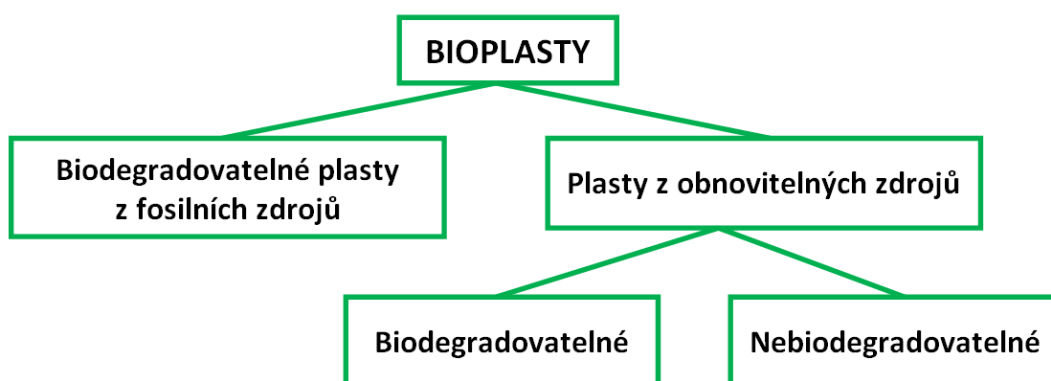 BIOPLASTY
Biodegradovatelné plasty
z fosilních zdrojů
Plasty z obnovitelných zdrojů
Biodegradovatelné
Nebiodegradovatelné